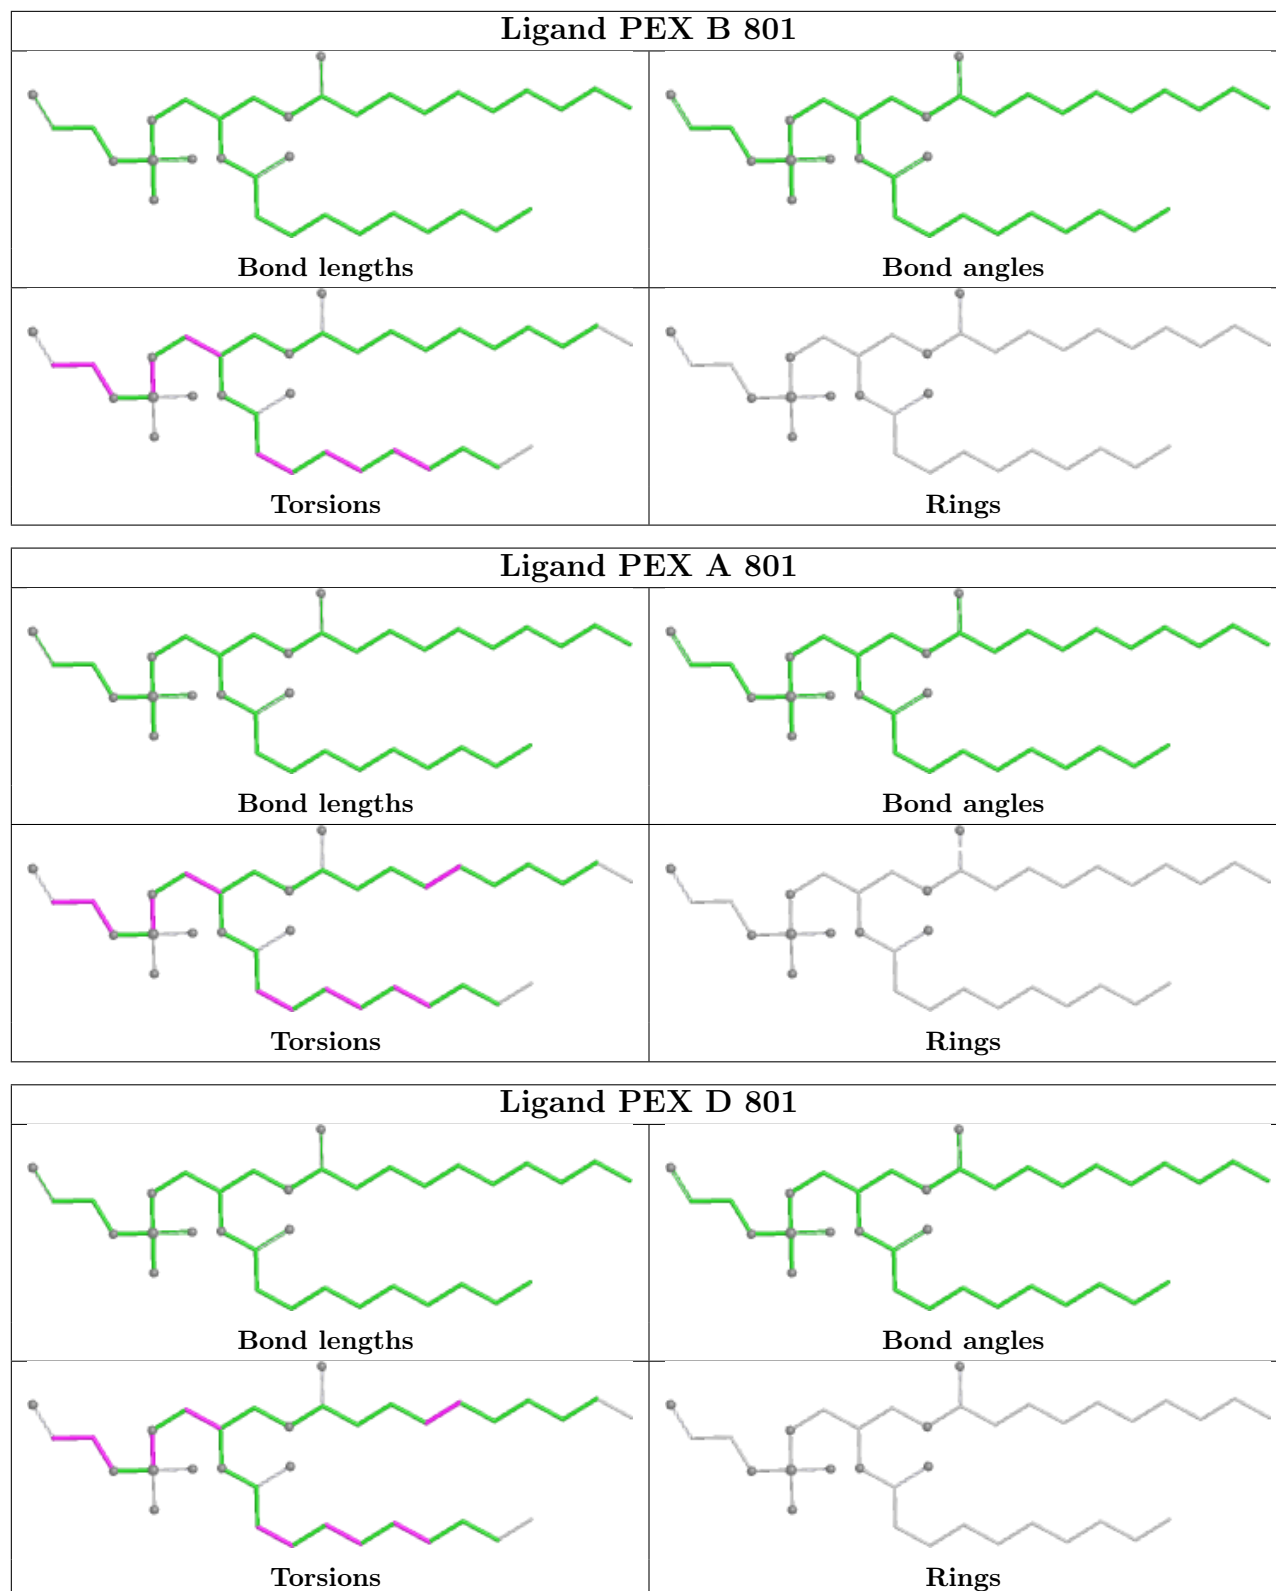 Ligand PEX B 801
Bond lengths
Bond angles
Torsions
Rings
Ligand PEX A 801
Bond lengths
Bond angles
Torsions
Rings
Ligand PEX D 801
Bond lengths
Bond angles
Torsions
Rings